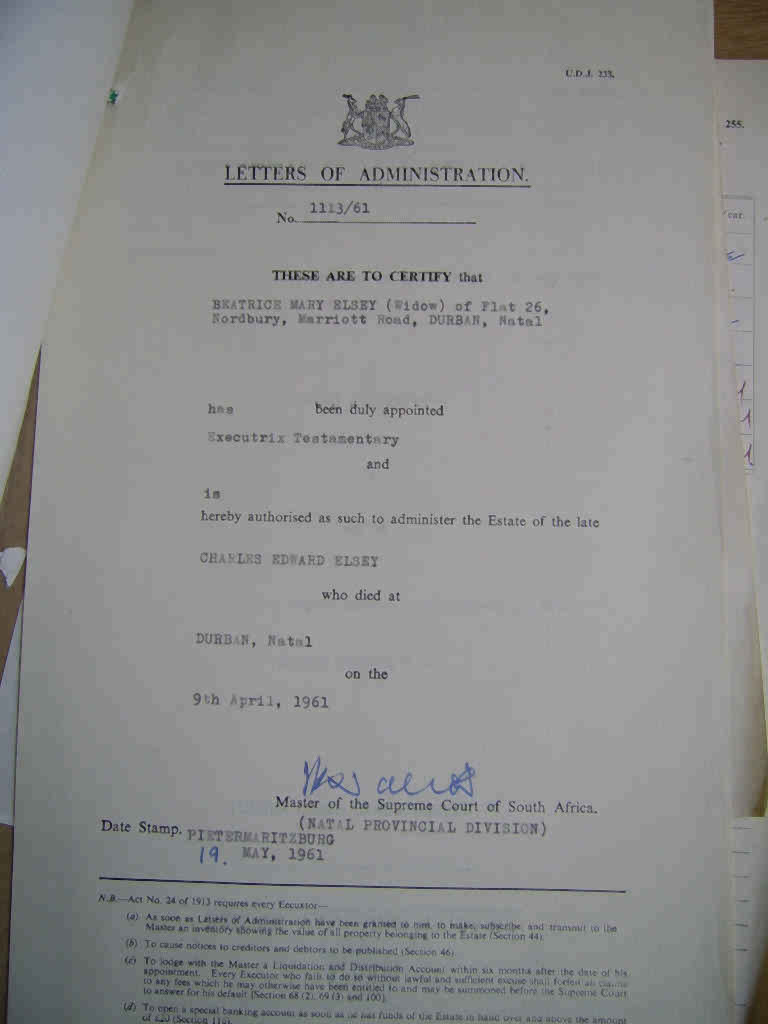 U.D.J. 233.
255.
LETTERS OF ADMINISTRATION.
No. 1113/61
THESE ARE TO CERTIFY that
BEATRICE MARY ELSEY (Widow) of Flat 26,
Nordbury, Marriott Road, DURBAN, Natal
has been duly appointed
Executrix Testamentary
and
is
hereby authorised as such to administer the Estate of the late
CHARLES EDWARD ELSEY
who died at
DURBAN, Natal
on the
9th April, 1961
Master of the Supreme Court of South Africa.
(NATAL PROVINCIAL DIVISION)
Date Stamp. PIETERMARITZBURG
19. MAY, 1961
N.B.—Act No. 24 of 1913 requires every Executor—
(a) As soon as Letters of Administration have been granted to him, to make, subscribe, and transmit to the
Master an inventory showing the value of all property belonging to the Estate (Section 44).
(b) To cause notices to creditors and debtors to be published (Section 46).
(c) To lodge with the Master a Liquidation and Distribution Account within six months after the date of his
appointment. Every Executor who fails to do so without lawful and sufficient excuse shall forfeit all claims
to any fees which he may otherwise have been entitled to and may be summoned before the Supreme Court
to answer for his default [Section 68 (2), 69 (3) and 100].
(d) To open a special banking account as soon as he has funds of the Estate in hand over and above the amount
of £20 (Section 116).